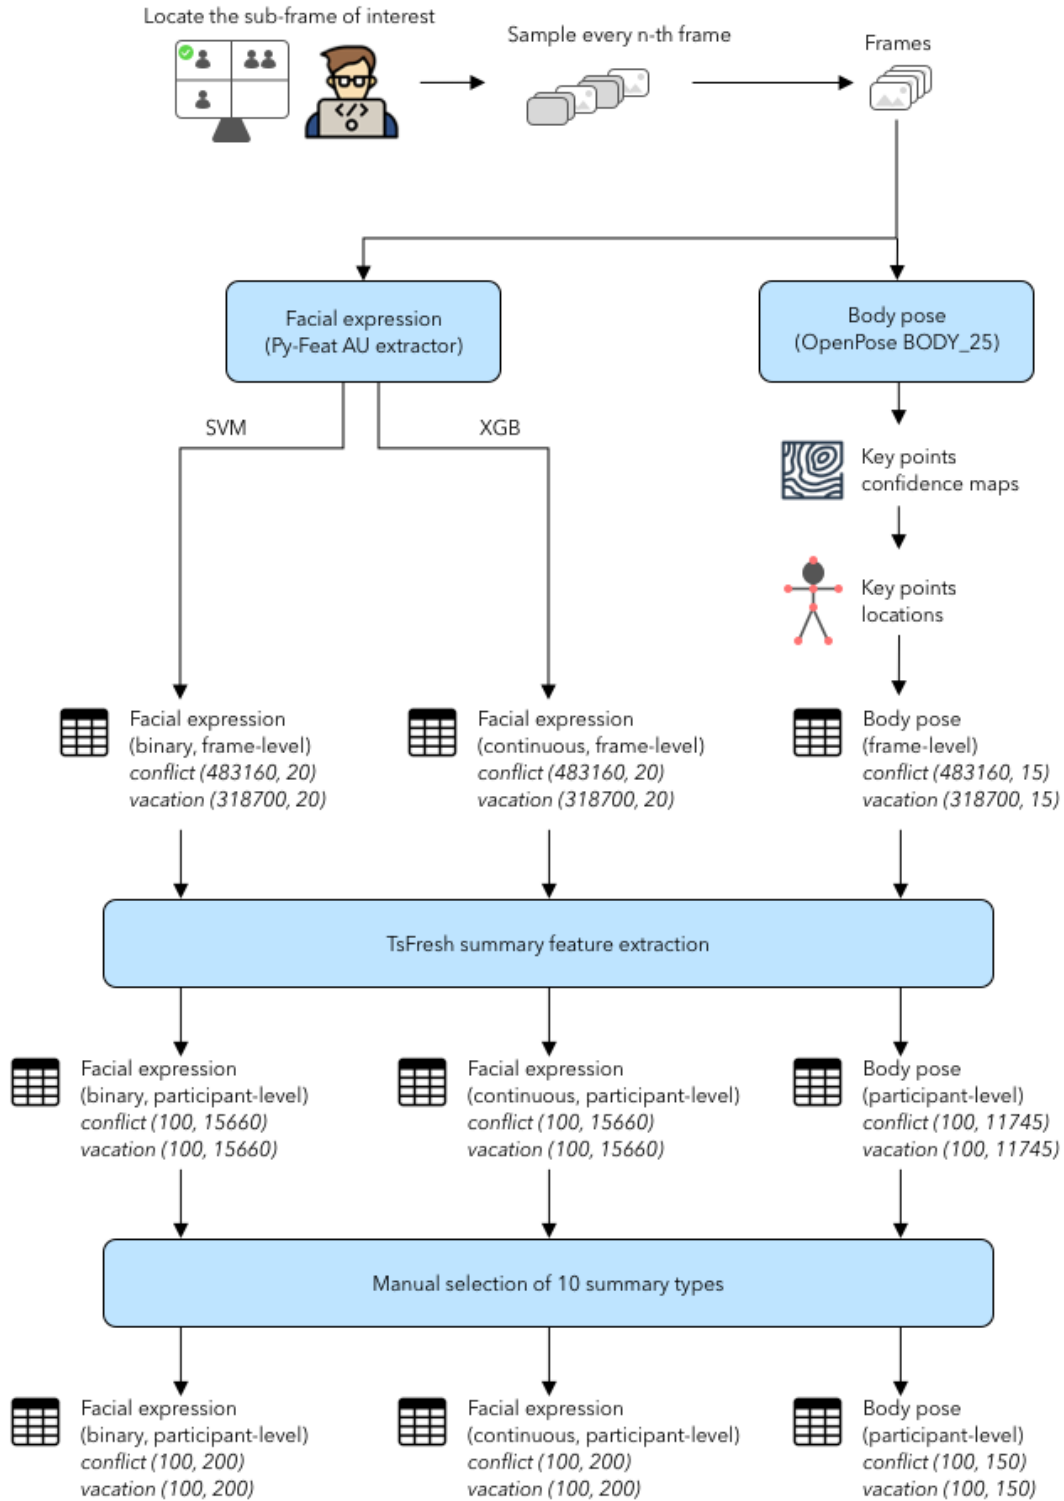 Locate the sub-frame of interest
Sample every n-th frame
Frames
</>
Facial expression
(Py-Feat AU extractor)
Body pose
(OpenPose BODY_25)
SVM
XGB
Key points
confidence maps
Key points
locations
Facial expression
(binary, frame-level)
conflict (483160, 20)
vacation (318700, 20)
Facial expression
(continuous, frame-level)
conflict (483160, 20)
vacation (318700, 20)
Body pose
(frame-level)
conflict (483160, 15)
vacation (318700, 15)
TsFresh summary feature extraction
Facial expression
(binary, participant-level)
conflict (100, 15660)
vacation (100, 15660)
Facial expression
(continuous, participant-level)
conflict (100, 15660)
vacation (100, 15660)
Body pose
(participant-level)
conflict (100, 11745)
vacation (100, 11745)
Manual selection of 10 summary types
Facial expression
(binary, participant-level)
conflict (100, 200)
vacation (100, 200)
Facial expression
(continuous, participant-level)
conflict (100, 200)
vacation (100, 200)
Body pose
(participant-level)
conflict (100, 150)
vacation (100, 150)